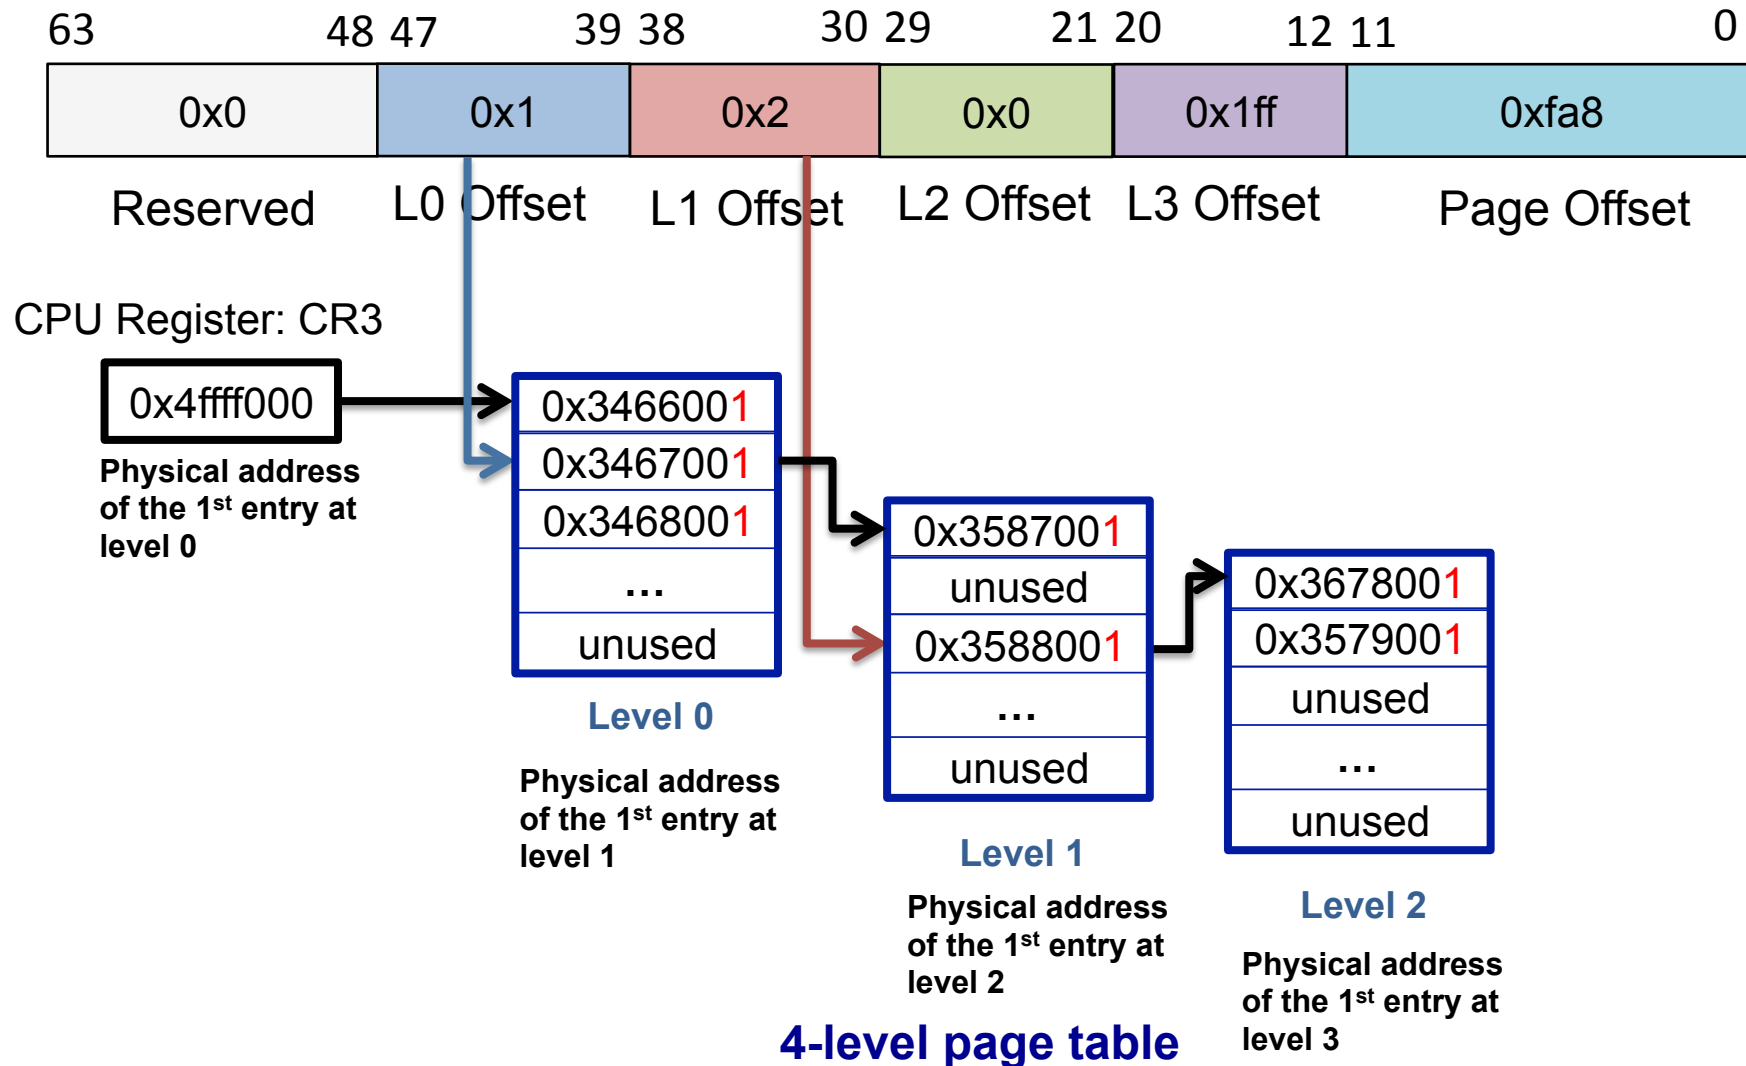 63 48 47 39 38 30 29 21 20 12 11 0
0x0 0x1 0x2 0x0 0x1ff 0xfa8
Reserved L0 Offset L1 Offset L2 Offset L3 Offset Page Offset
CPU Register: CR3
0x4ffff000
Physical address
of the 1st entry at
level 0
0x3466001
0x3467001
0x3468001
...
unused
Level 0
Physical address
of the 1st entry at
level 1
0x3587001
unused
0x3588001
...
unused
Level 1
Physical address
of the 1st entry at
level 2
0x3678001
0x3579001
unused
...
unused
Level 2
Physical address
of the 1st entry at
level 3
4-level page table